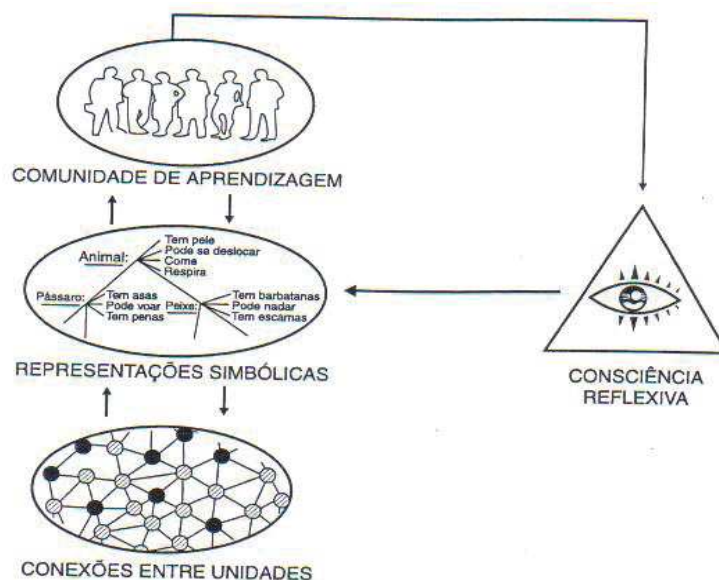 COMUNIDADE DE APRENDIZAGEM
Animal:
Tem pele
Pode se deslocar
Come
Respira
Pássaro:
Tem asas
Pode voar
Tem penas
Peixe:
Tem barbatanas
Pode nadar
Tem escamas
REPRESENTAÇÕES SIMBÓLICAS
CONSCIÊNCIA
REFLEXIVA
CONEXÕES ENTRE UNIDADES